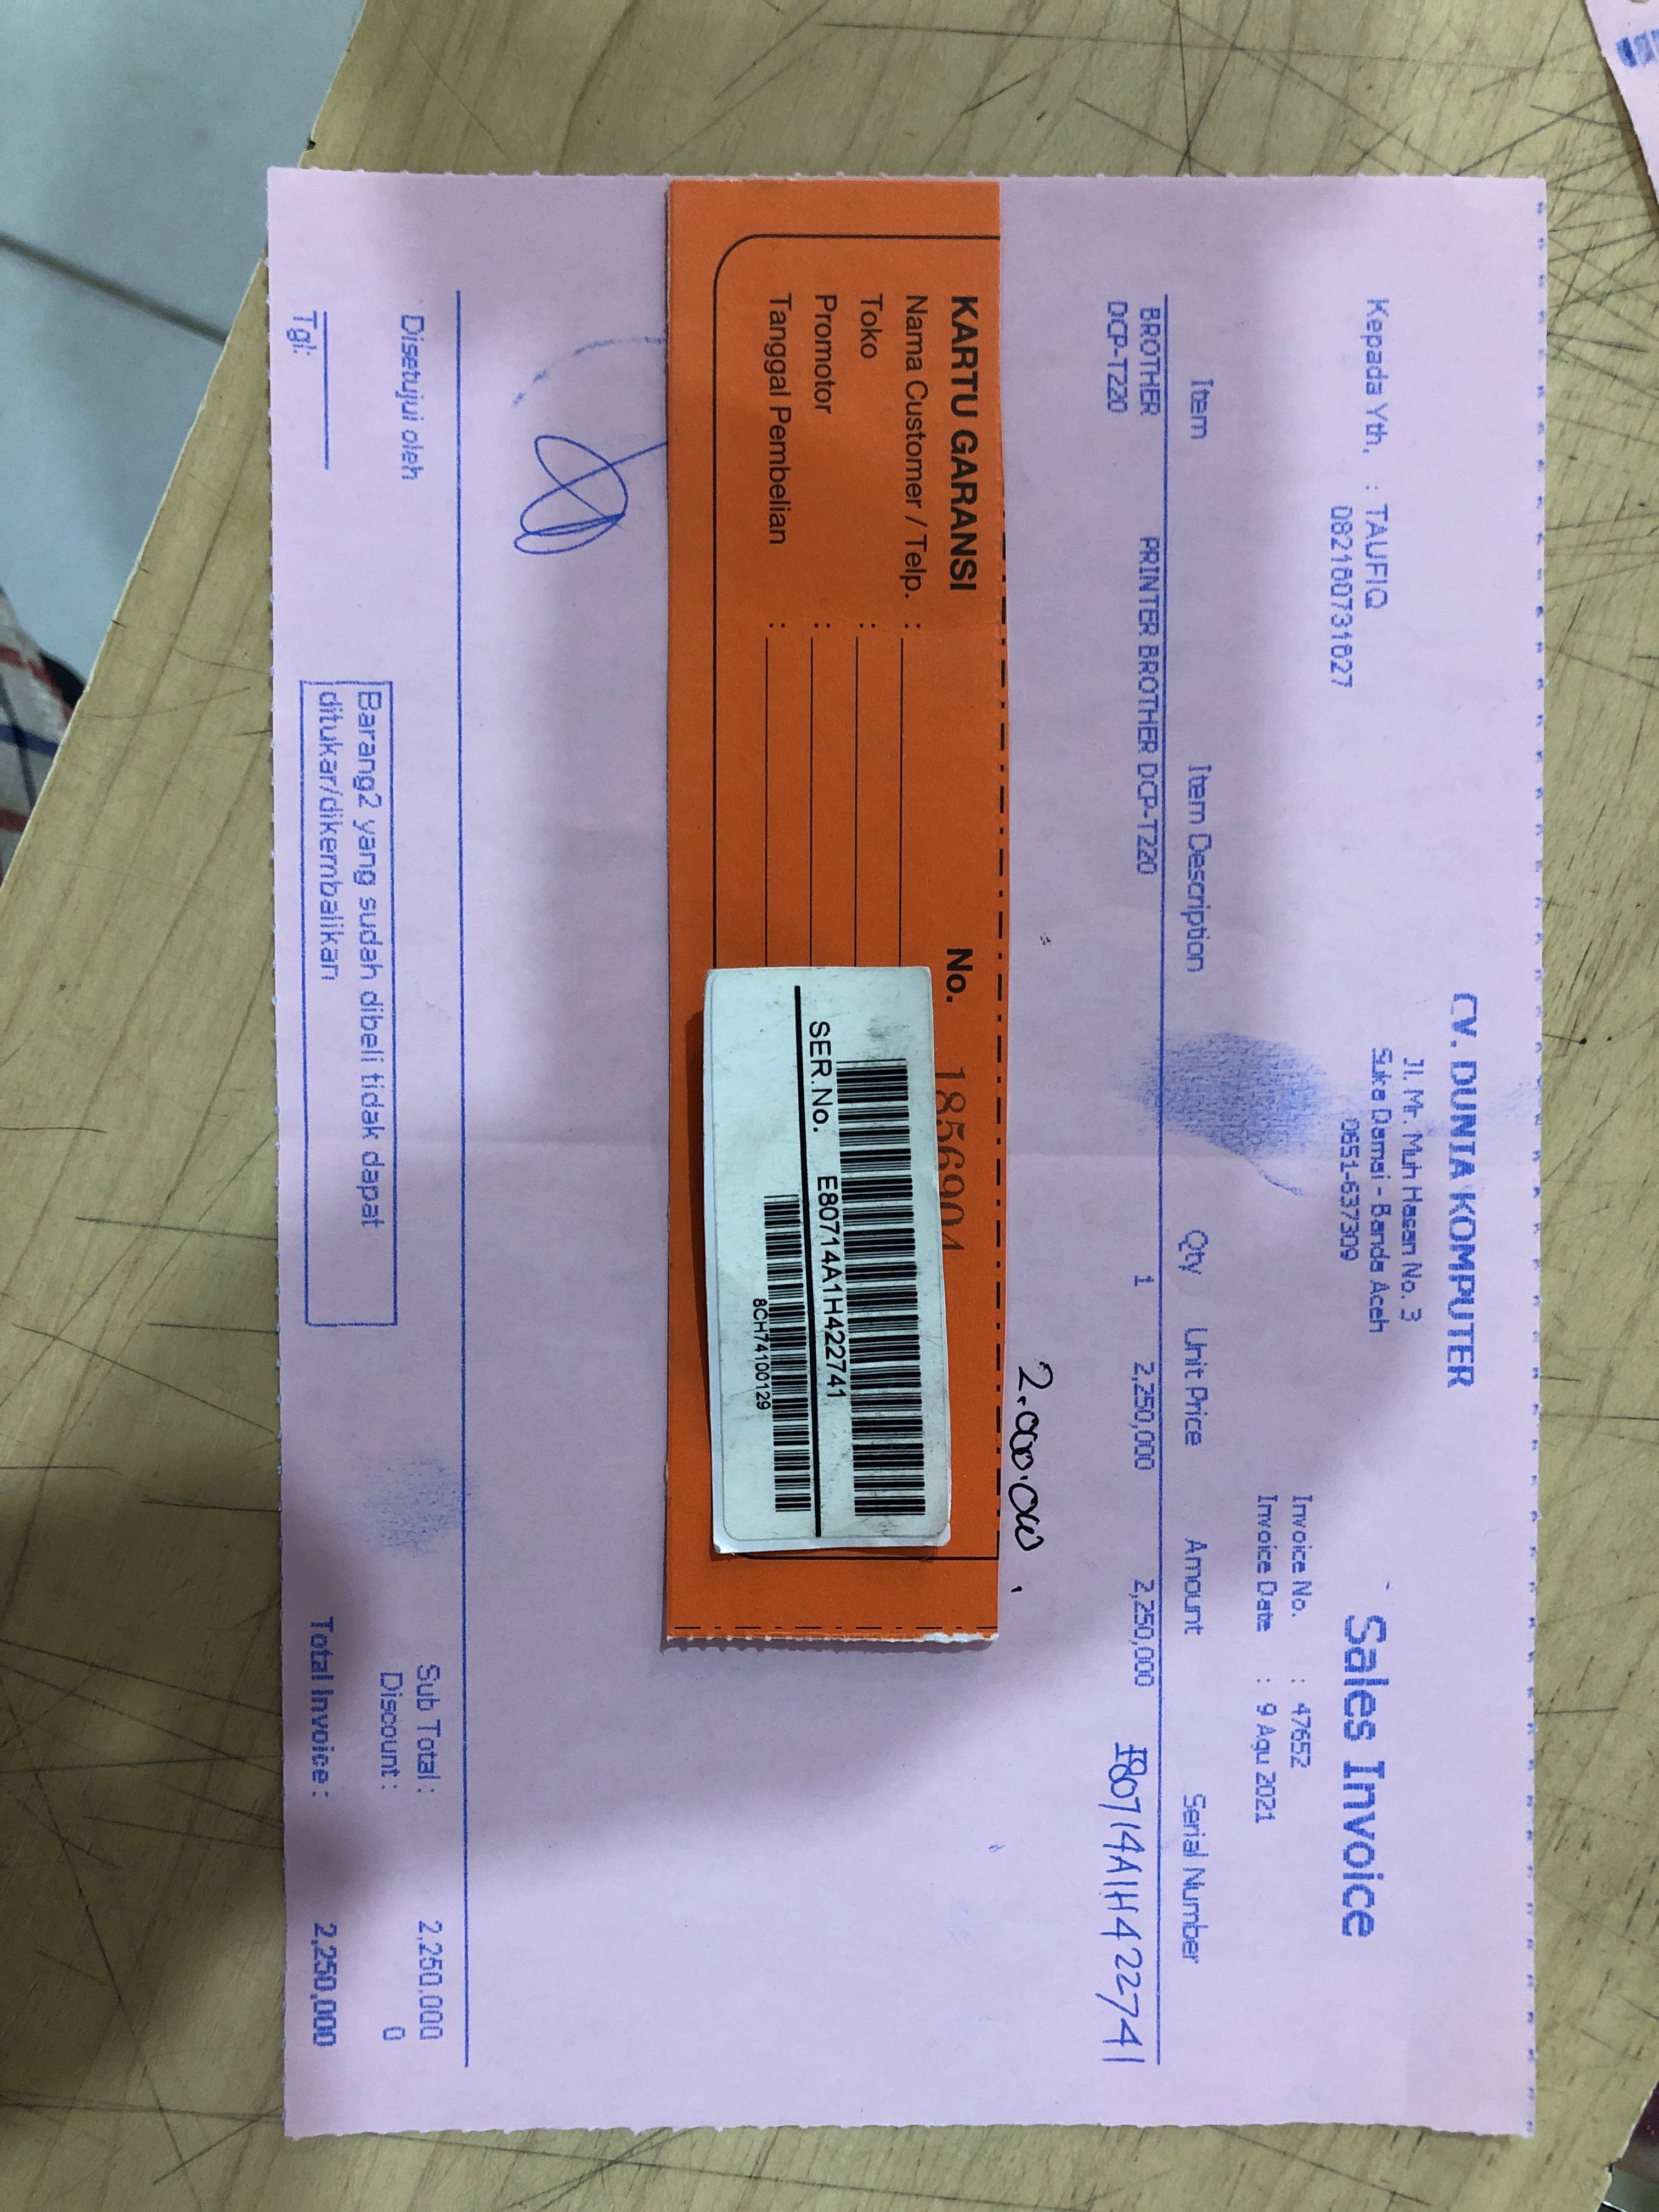 CV. DUNIA KOMPUTER
Jl. Mr. Muh Hasan No. 3
Suka Damai - Banda Aceh
0651-637309
Sales Invoice
Kepada Yth. : TAUFIQ
082160731627
Invoice No. : 47652
Invoice Date : 9 Agu 2021
Item Item Description Qty Unit Price Amount Serial Number
BROTHER PRINTER BROTHER DCP-T220 1 2,250,000 2,250,000
DCP-T220
E80714A1H422741
2.000.000
KARTU GARANSI No. 185690
Nama Customer / Telp. :
Toko :
Promotor :
Tanggal Pembelian :
SER.No. E80714A1H422741
8CH74100129
Disetujui oleh
Tgl:
Barang2 yang sudah dibeli tidak dapat
ditukar/dikembalikan
Sub Total : 2,250,000
Discount : 0
Total Invoice : 2,250,000